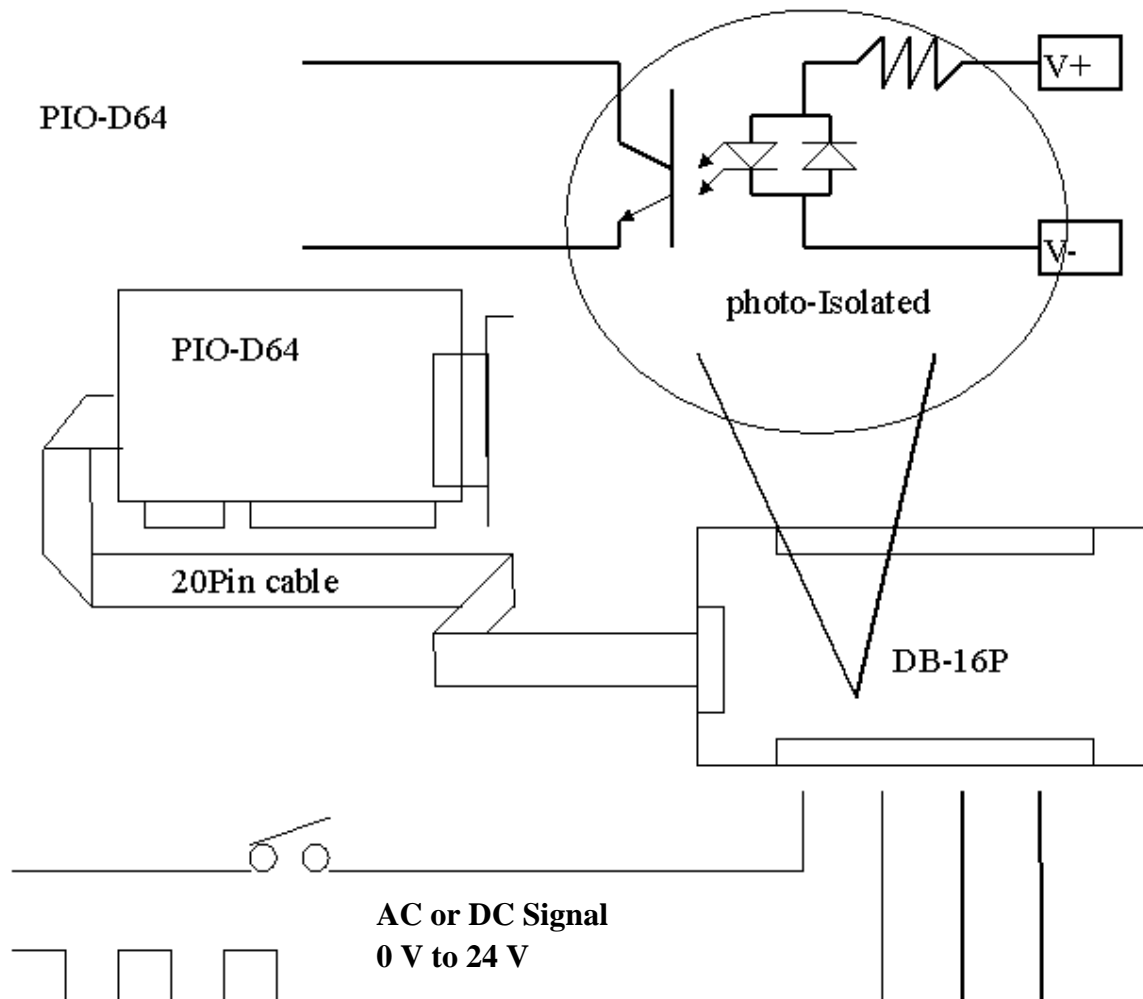 V+
PIO-D64
V-
photo-Isolated
PIO-D64
20Pin cable
DB-16P
AC or DC Signal
0 V to 24 V